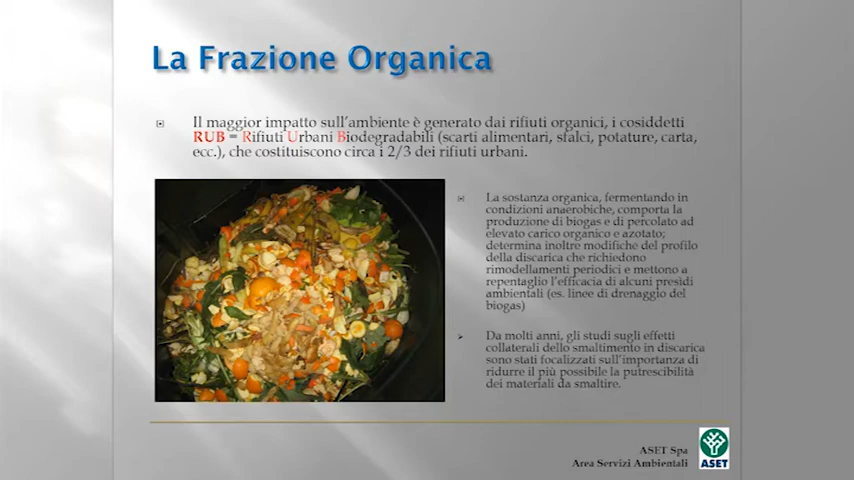 La Frazione Organica
Il maggior impatto sull'ambiente è generato dai rifiuti organici, i cosiddetti
RUB = Rifiuti Urbani Biodegradabili (scarti alimentari, sfalci, potature, carta,
ecc.), che costituiscono circa i 2/3 dei rifiuti urbani.
La sostanza organica, fermentando in
condizioni anaerobiche, comporta la
produzione di biogas e di percolato ad
elevato carico organico e azotato;
determina inoltre modifiche del profilo
della discarica che richiedono
rimodellamenti periodici e mettono a
repentaglio l'efficacia di alcuni presidi
ambientali (es. linee di drenaggio del
biogas)
Da molti anni, gli studi sugli effetti
collaterali dello smaltimento in discarica
sono stati focalizzati sull'importanza di
ridurre il più possibile la putrescibilità
dei materiali da smaltire.
ASET Spa
Area Servizi Ambientali
ASET